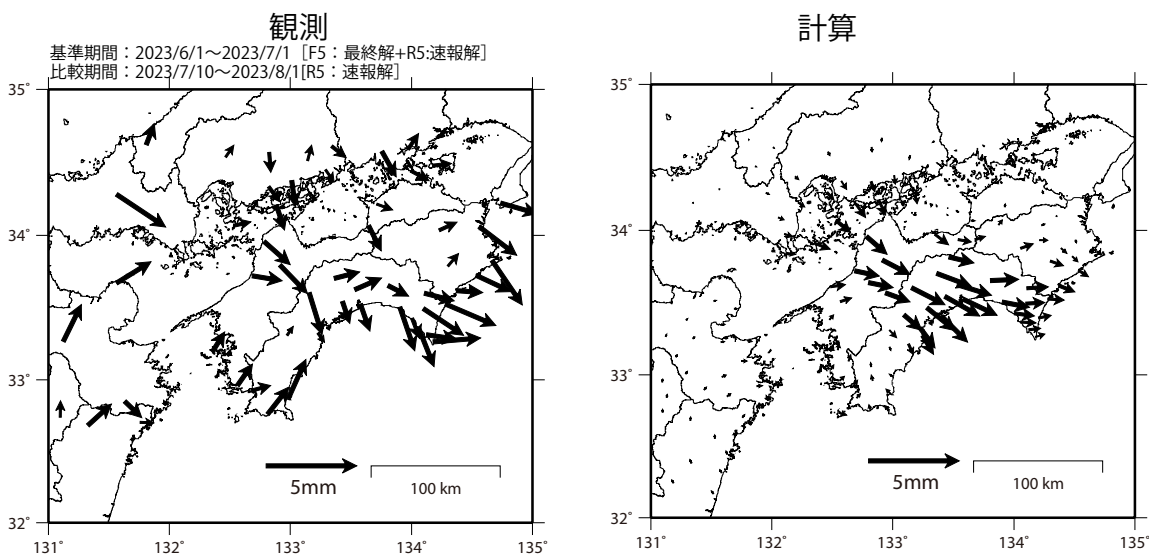 観測
計算
基準期間：2023/6/1～2023/7/1［F5：最終解+R5:速報解］
比較期間：2023/7/10～2023/8/1[R5：速報解］
35˚
34˚
33˚
32˚
131˚ 132˚ 133˚ 134˚ 135˚
5mm
100 km
35˚
34˚
33˚
32˚
131˚ 132˚ 133˚ 134˚ 135˚
5mm
100 km